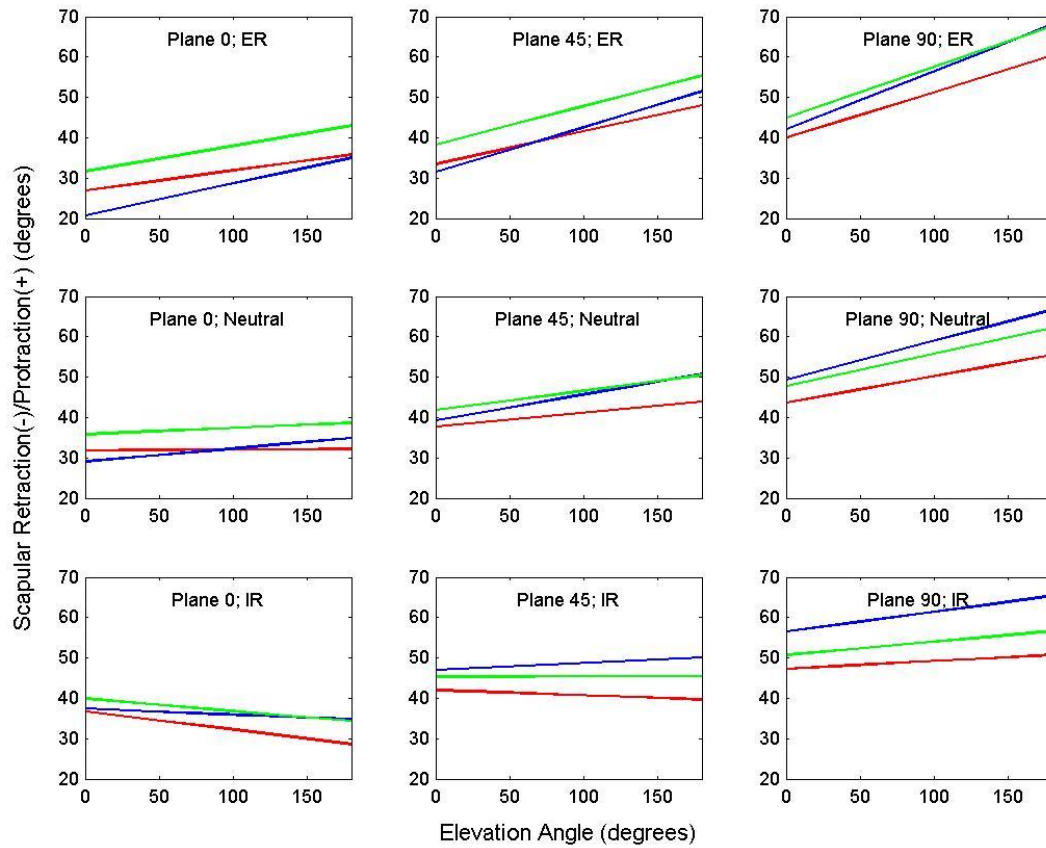 Scapular Retraction(-)/Protraction(+) (degrees)
Plane 0; ER
70
60
50
40
30
20
0 50 100 150
Plane 45; ER
70
60
50
40
30
20
0 50 100 150
Plane 90; ER
70
60
50
40
30
20
0 50 100 150
Plane 0; Neutral
70
60
50
40
30
20
0 50 100 150
Plane 45; Neutral
70
60
50
40
30
20
0 50 100 150
Plane 90; Neutral
70
60
50
40
30
20
0 50 100 150
Plane 0; IR
70
60
50
40
30
20
0 50 100 150
Plane 45; IR
70
60
50
40
30
20
0 50 100 150
Plane 90; IR
70
60
50
40
30
20
0 50 100 150
Elevation Angle (degrees)